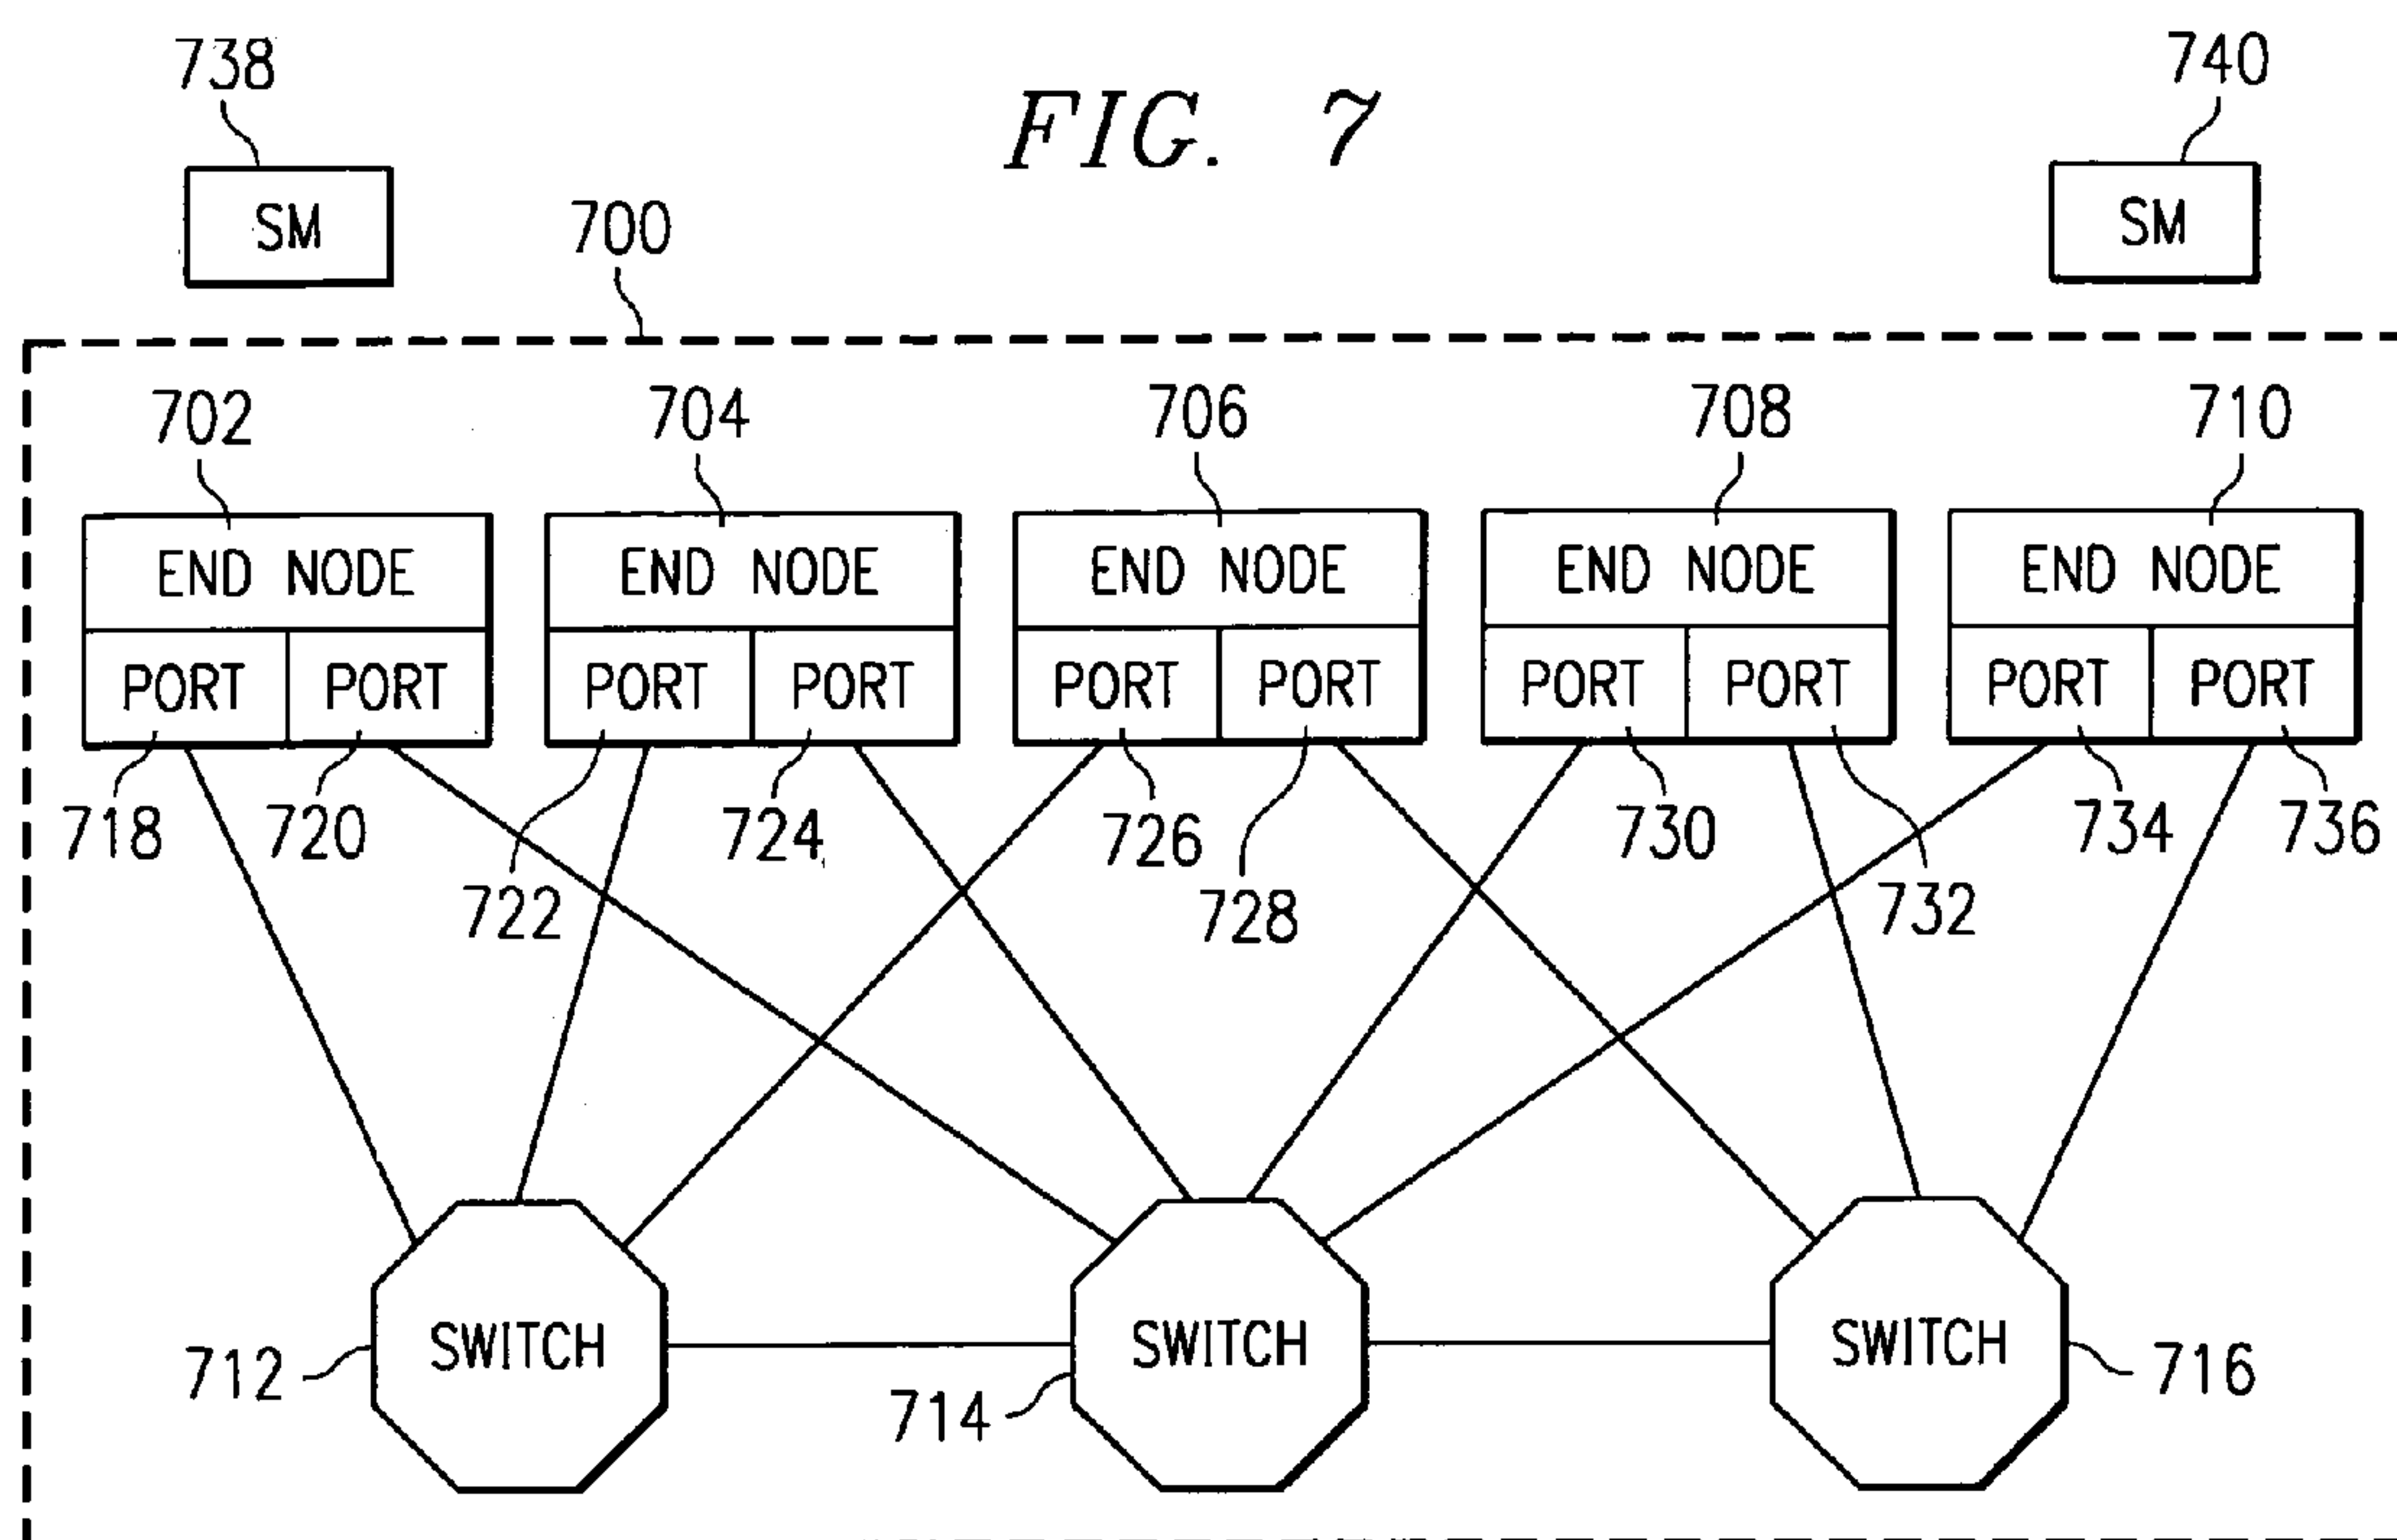 738
740
FIG. 7
SM
700
SM
702
704
706
708
710
END NODE
END NODE
END NODE
END NODE
END NODE
PORT
PORT
PORT
PORT
PORT
PORT
PORT
PORT
PORT
PORT
718
720
722
724
726
728
730
732
734
736
SWITCH
SWITCH
SWITCH
712
714
716